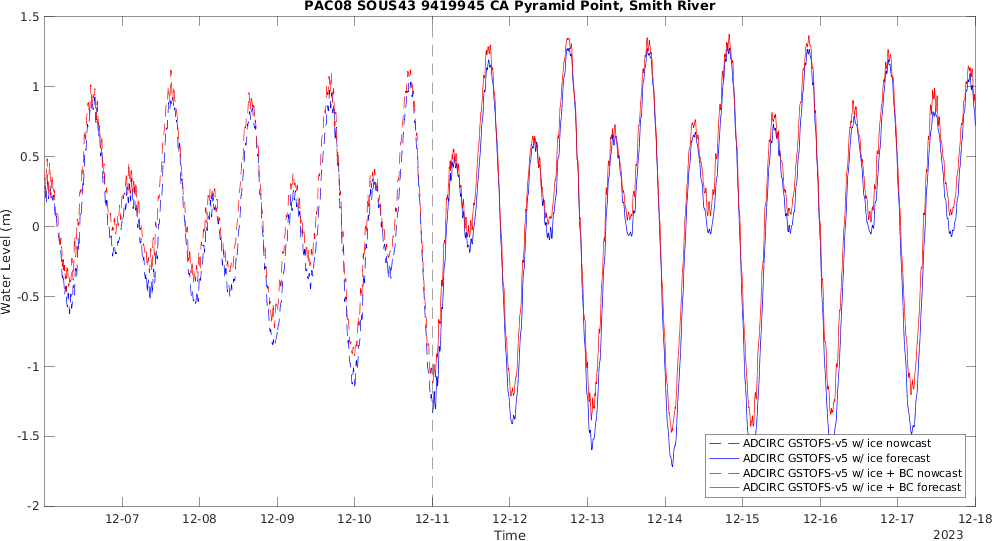 PAC08 SOUS43 9419945 CA Pyramid Point, Smith River
1.5
1
0.5
0
-0.5
-1
-1.5
-2
Water Level (m)
ADCIRC GSTOFS-v5 w/ ice nowcast
ADCIRC GSTOFS-v5 w/ ice forecast
ADCIRC GSTOFS-v5 w/ ice + BC nowcast
ADCIRC GSTOFS-v5 w/ ice + BC forecast
12-07 12-08 12-09 12-10 12-11 12-12 12-13 12-14 12-15 12-16 12-17 12-18
Time
2023